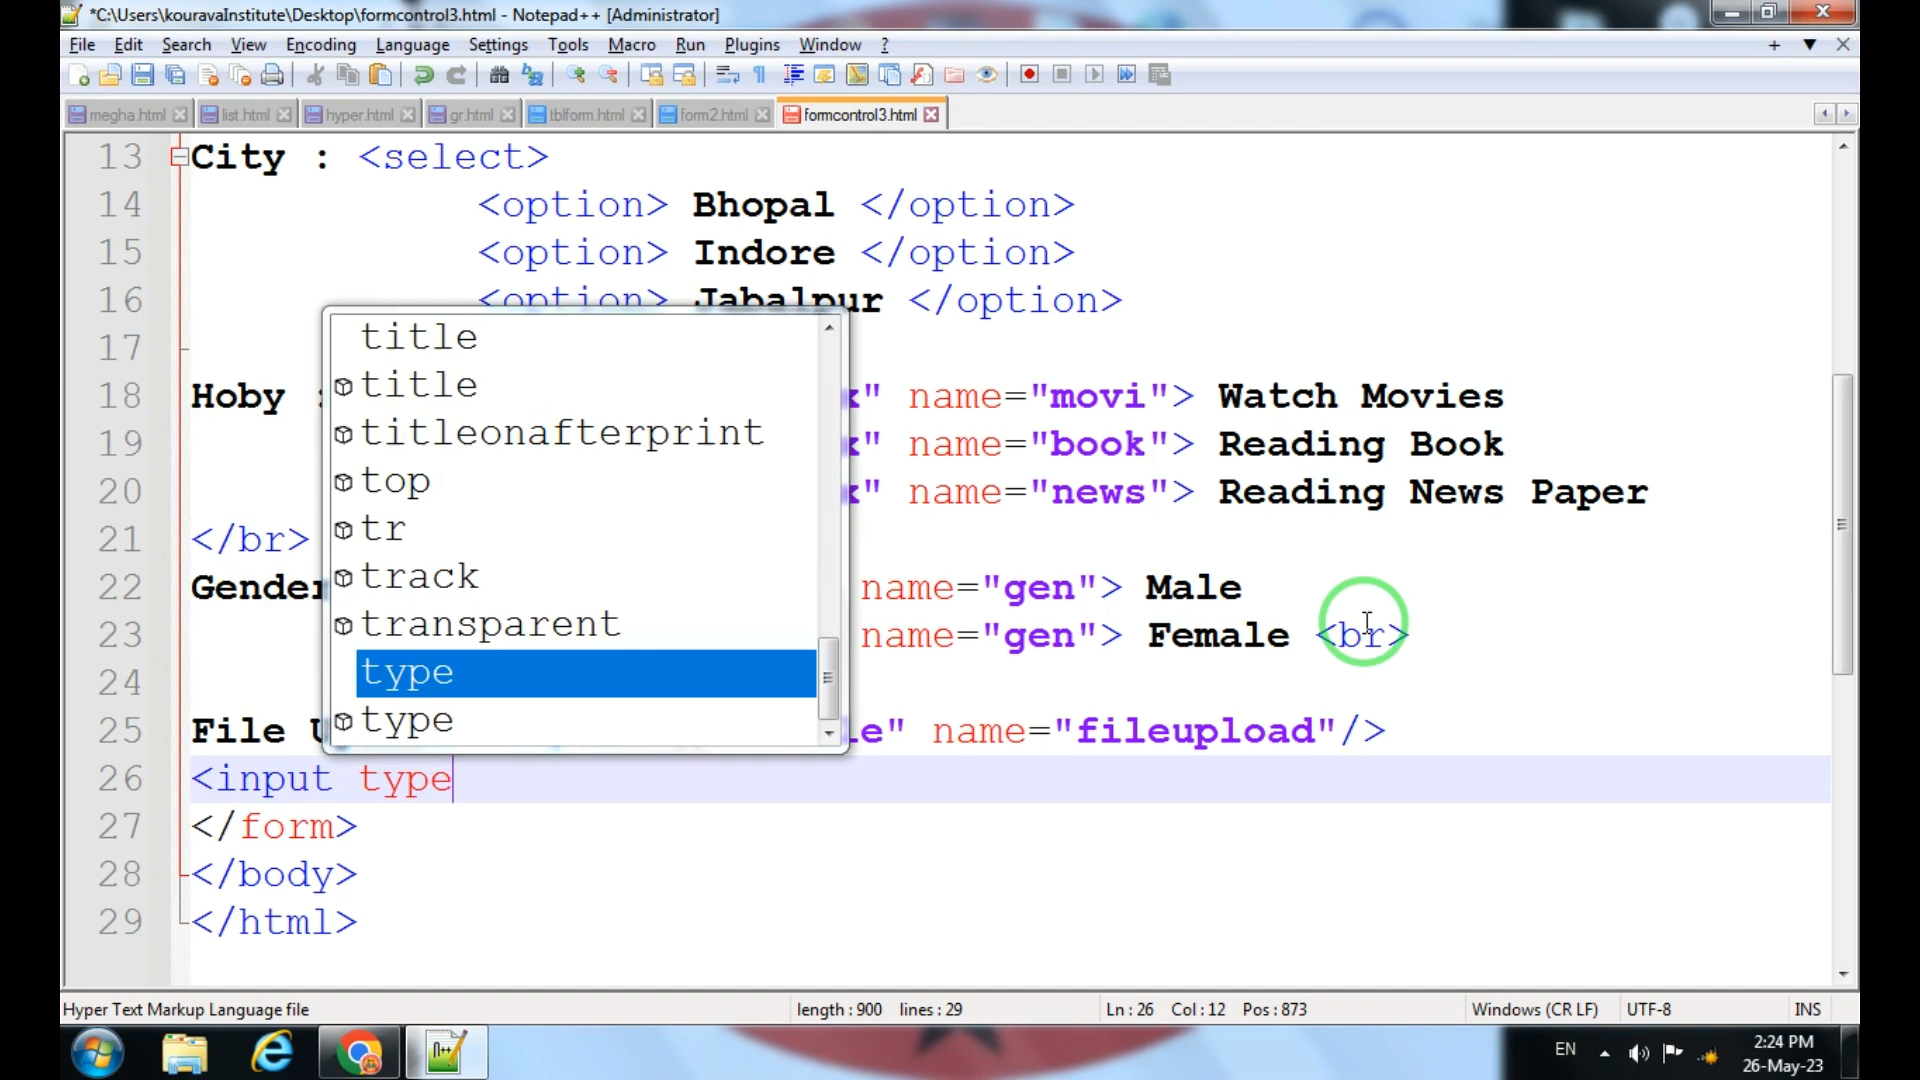 *C:\Users\kouravaInstitute\Desktop\formcontrol3.html - Notepad++ [Administrator]
File Edit Search View Encoding Language Settings Tools Macro Run Plugins Window ?
megha.html list.html hyper.html gr.html tblform.html form2.html formcontrol3.html
13 City : <select>
14 <option> Bhopal </option>
15 <option> Indore </option>
16 <option> Jabalpur </option>
17
18 Hoby : x" name="movi"> Watch Movies
19 x" name="book"> Reading Book
20 x" name="news"> Reading News Paper
21 </br>
22 Gender name="gen"> Male
23 name="gen"> Female <br>
24
25 File le" name="fileupload"/>
26 <input type
27 </form>
28 </body>
29 </html>
title
title
titleonafterprint
top
tr
track
transparent
type
type
Hyper Text Markup Language file length : 900 lines : 29 Ln : 26 Col : 12 Pos : 873 Windows (CR LF) UTF-8 INS
EN 2:24 PM
26-May-23